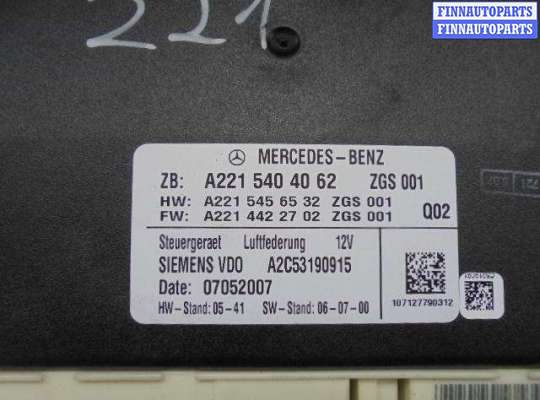 FINNAUTOPARTS
FINNAUTOPARTS
221
MERCEDES-BENZ
ZB: A221 540 40 62 ZGS 001
HW: A221 545 65 32 ZGS 001
FW: A221 442 27 02 ZGS 001 Q02
Steuergeraet Luftfederung 12V
SIEMENS VDO A2C53190915
Date: 07052007
HW-Stand: 05-41 SW-Stand: 06-07-00
107127790312